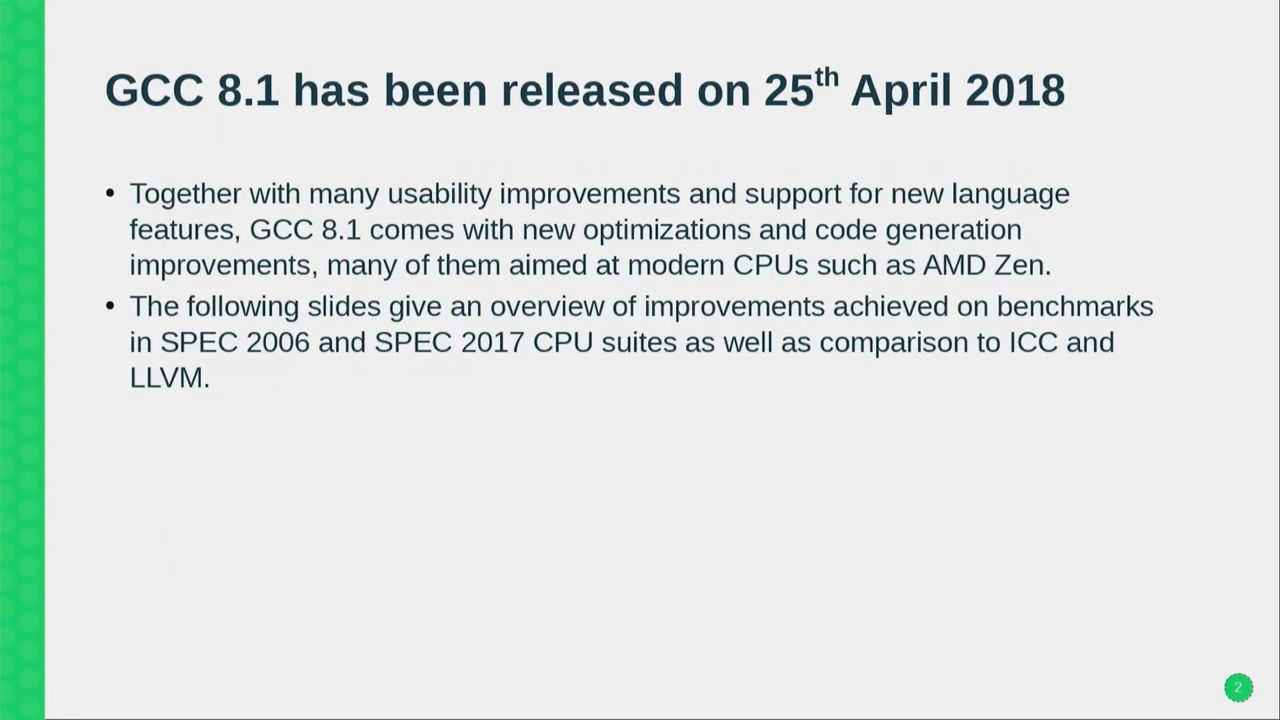 GCC 8.1 has been released on 25th April 2018
• Together with many usability improvements and support for new language
features, GCC 8.1 comes with new optimizations and code generation
improvements, many of them aimed at modern CPUs such as AMD Zen.
• The following slides give an overview of improvements achieved on benchmarks
in SPEC 2006 and SPEC 2017 CPU suites as well as comparison to ICC and
LLVM.
2